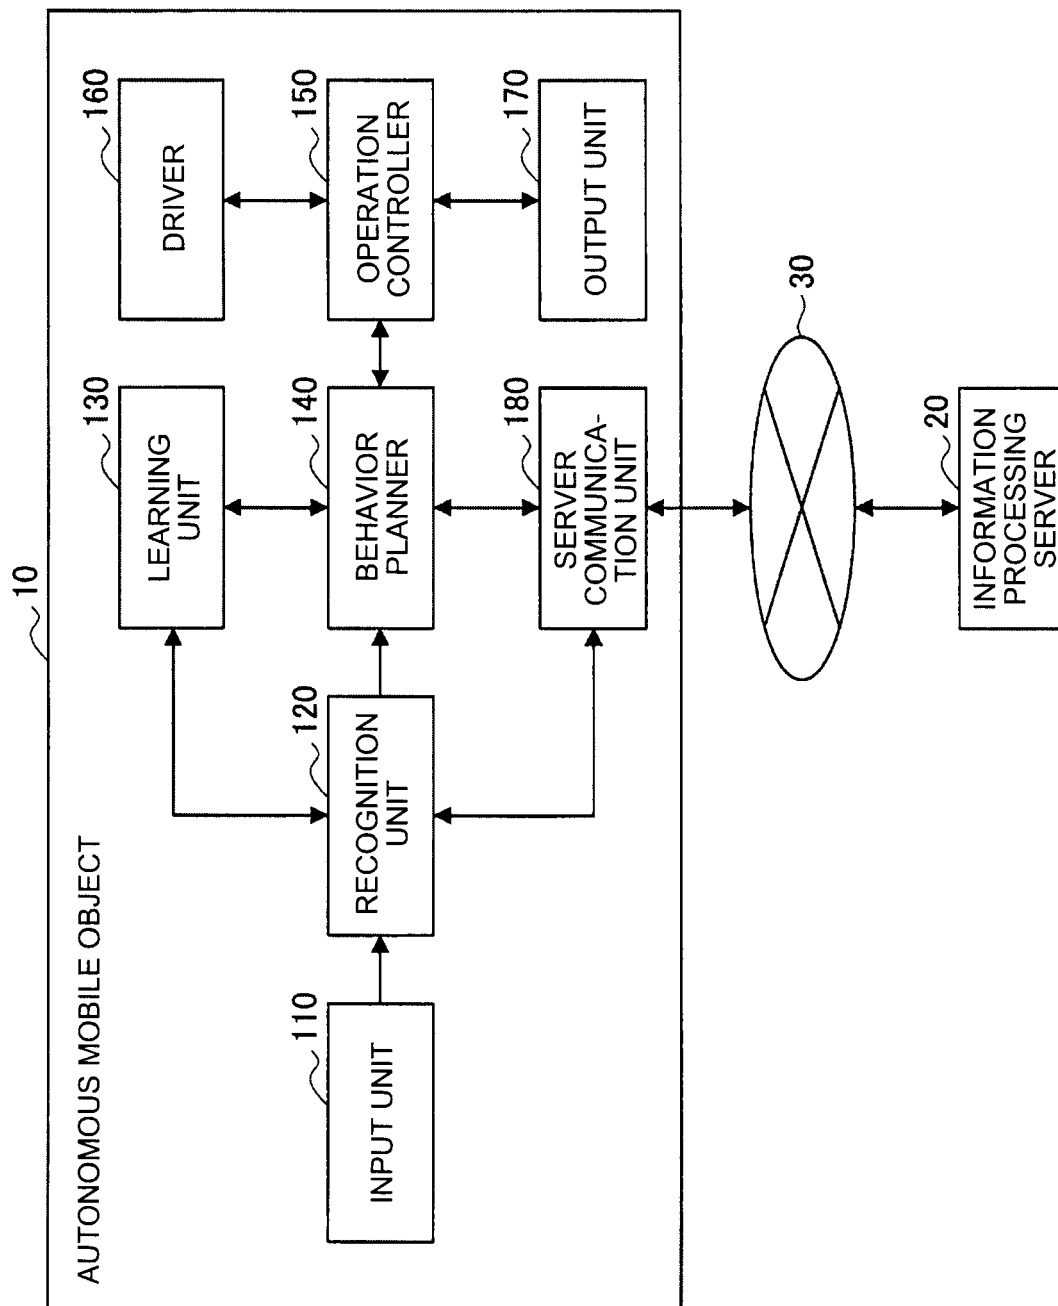 10
AUTONOMOUS MOBILE OBJECT
110
INPUT UNIT
120
RECOGNITION
UNIT
130
LEARNING
UNIT
140
BEHAVIOR
PLANNER
180
SERVER
COMMUNICA-
TION UNIT
160
DRIVER
150
OPERATION
CONTROLLER
170
OUTPUT UNIT
30
20
INFORMATION
PROCESSING
SERVER